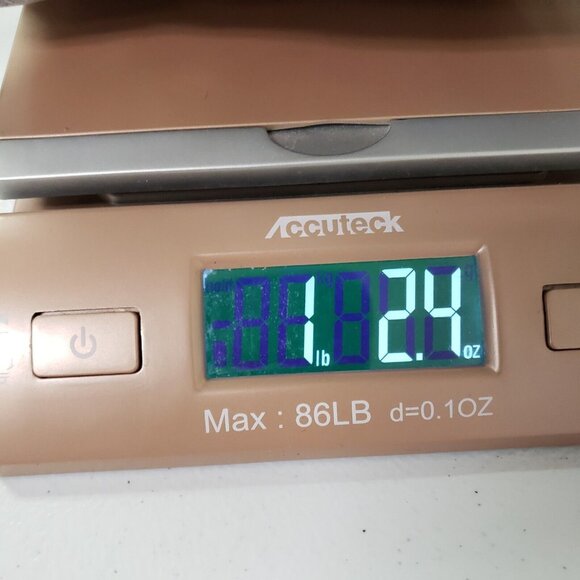 Accuteck
1 lb 2.4 oz
Max : 86LB d=0.1OZ